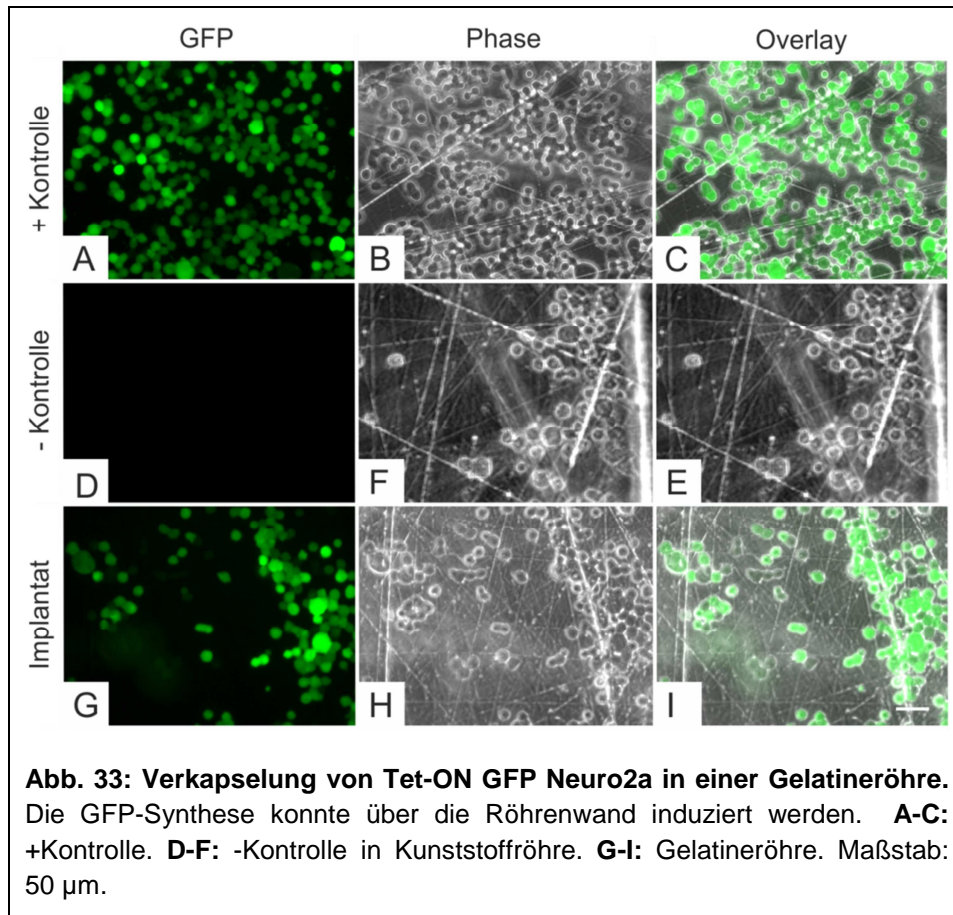 GFP Phase Overlay
+ Kontrolle
A B C
- Kontrolle
D F E
Implantat
G H I
Abb. 33: Verkapselung von Tet-ON GFP Neuro2a in einer Gelatineröhre.
Die GFP-Synthese konnte über die Röhrenwand induziert werden. A-C:
+Kontrolle. D-F: -Kontrolle in Kunststoffröhre. G-I: Gelatineröhre. Maßstab:
50 µm.